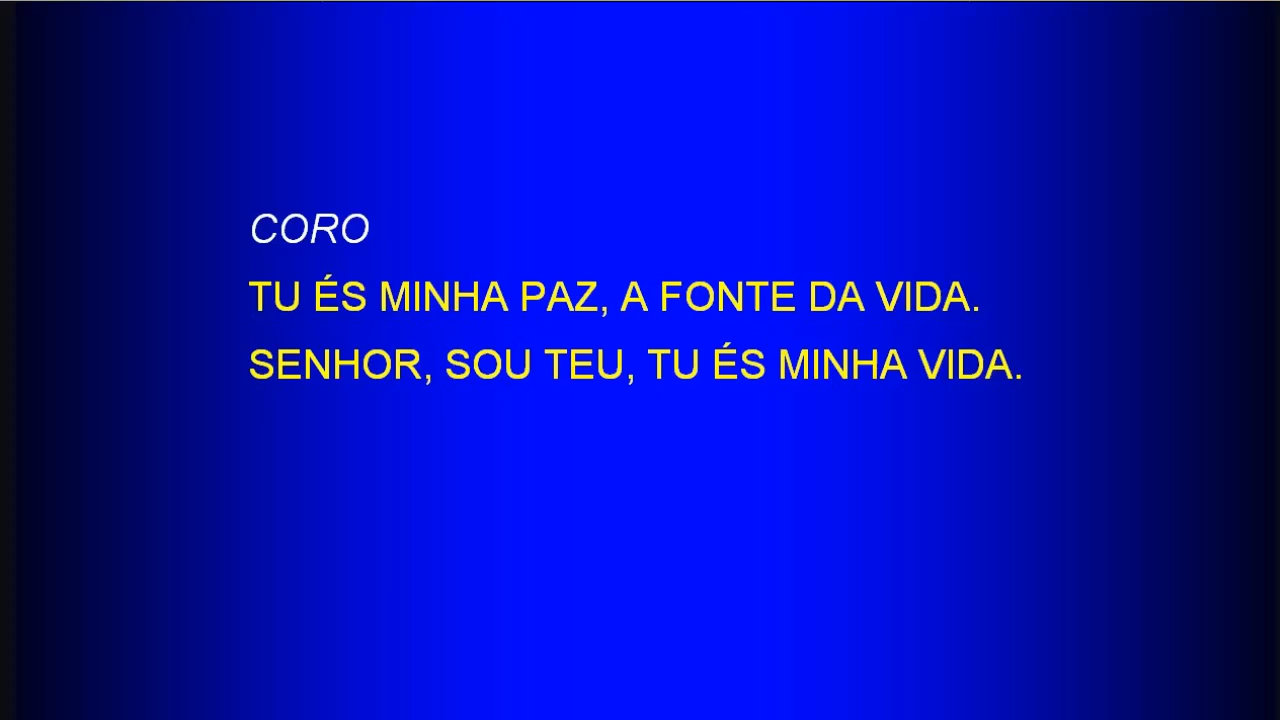 CORO
TU ÉS MINHA PAZ, A FONTE DA VIDA.
SENHOR, SOU TEU, TU ÉS MINHA VIDA.